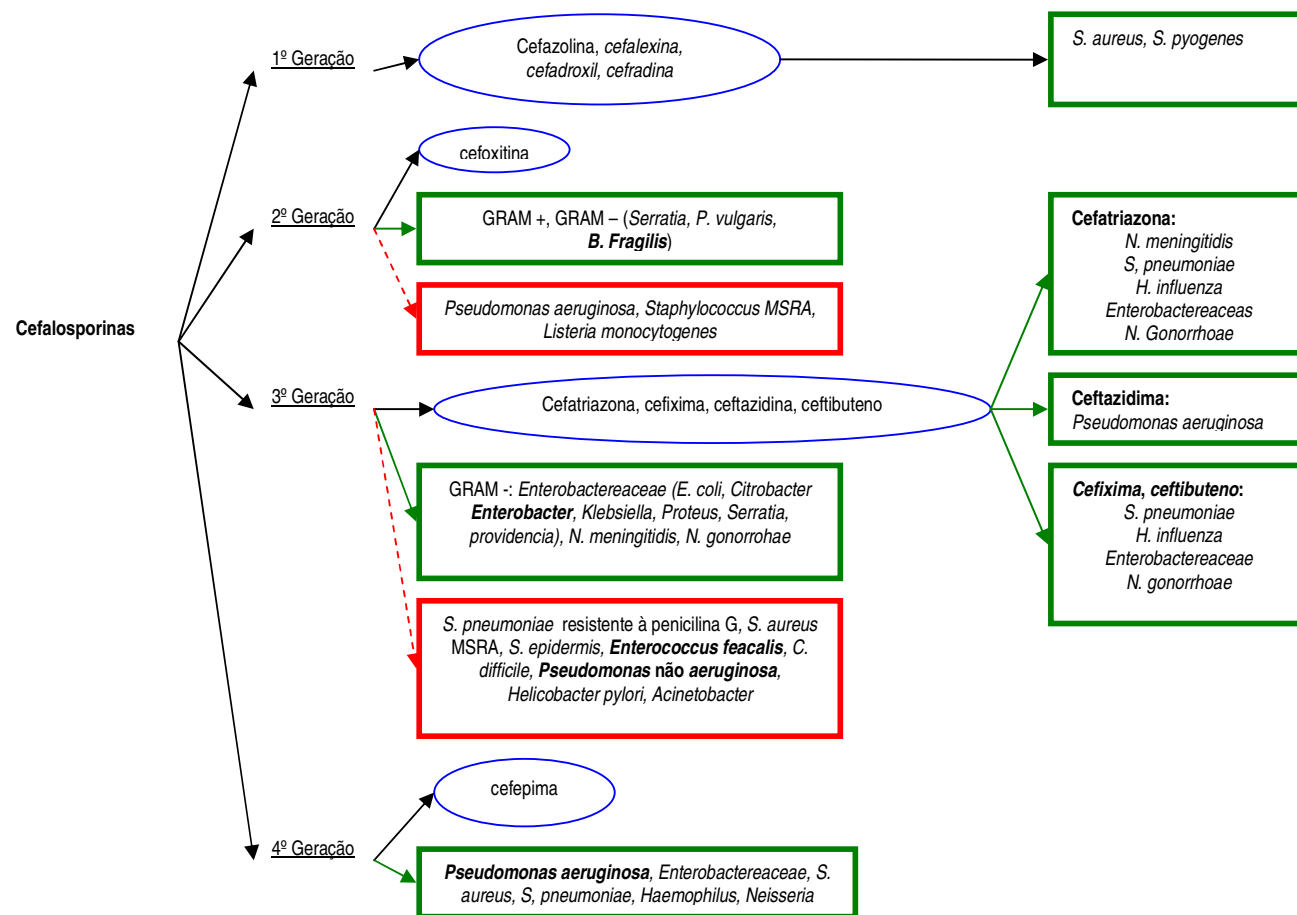 Cefalosporinas
1º Geração
Cefazolina, cefalexina,
cefadroxil, cefradina
S. aureus, S. pyogenes
2º Geração
cefoxitina
GRAM +, GRAM – (Serratia, P. vulgaris,
B. Fragilis)
Pseudomonas aeruginosa, Staphylococcus MSRA,
Listeria monocytogenes
3º Geração
Cefatriazona, cefixima, ceftazidina, ceftibuteno
GRAM -: Enterobactereaceae (E. coli, Citrobacter
Enterobacter, Klebsiella, Proteus, Serratia,
providencia), N. meningitidis, N. gonorrohae
S. pneumoniae resistente à penicilina G, S. aureus
MSRA, S. epidermis, Enterococcus feacalis, C.
difficile, Pseudomonas não aeruginosa,
Helicobacter pylori, Acinetobacter
Cefatriazona:
N. meningitidis
S, pneumoniae
H. influenza
Enterobactereaceas
N. Gonorrhoae
Ceftazidima:
Pseudomonas aeruginosa
Cefixima, ceftibuteno:
S. pneumoniae
H. influenza
Enterobactereaceae
N. gonorrhoae
4º Geração
cefepima
Pseudomonas aeruginosa, Enterobactereaceae, S.
aureus, S, pneumoniae, Haemophilus, Neisseria